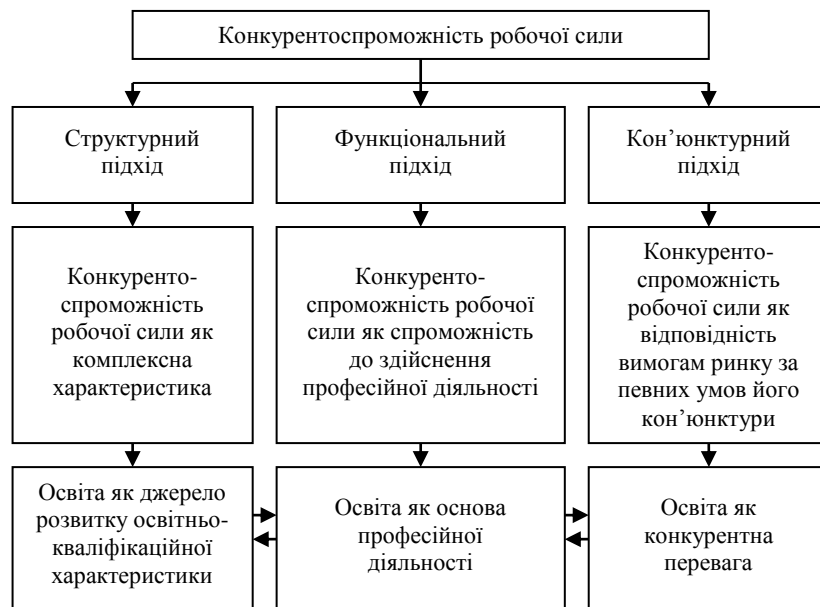 Конкурентоспроможність робочої сили
Структурний
підхід
Функціональний
підхід
Кон’юнктурний
підхід
Конкуренто-
спроможність
робочої сили як
комплексна
характеристика
Конкуренто-
спроможність робочої
сили як спроможність
до здійснення
професійної діяльності
Конкуренто-
спроможність
робочої сили як
відповідність
вимогам ринку за
певних умов його
кон’юнктури
Освіта як джерело
розвитку освітньо-
кваліфікаційної
характеристики
Освіта як основа
професійної
діяльності
Освіта як
конкурентна
перевага